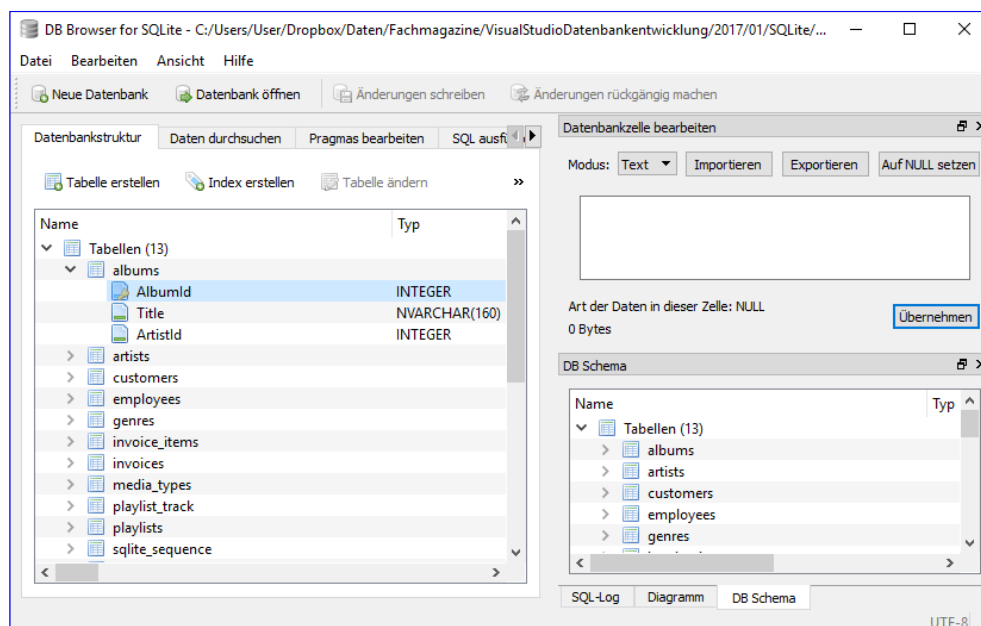 DB Browser for SQLite - C:/Users/User/Dropbox/Daten/Fachmagazine/VisualStudioDatenbankentwicklung/2017/01/SQLite/...
Datei Bearbeiten Ansicht Hilfe
Neue Datenbank Datenbank öffnen Änderungen schreiben Änderungen rückgängig machen
Datenbankstruktur Daten durchsuchen Pragmas bearbeiten SQL
Tabelle erstellen Index erstellen Tabelle ändern »
Name Typ
Tabellen (13)
albums
AlbumId INTEGER
Title NVARCHAR(160)
ArtistId INTEGER
artists
customers
employees
genres
invoice_items
invoices
media_types
playlist_track
playlists
sqlite_sequence
Datenbankzelle bearbeiten
Modus: Text Importieren Exportieren Auf NULL setzen
Art der Daten in dieser Zelle: NULL
0 Bytes
Übernehmen
DB Schema
Name Typ
Tabellen (13)
albums
artists
customers
employees
genres
SQL-Log Diagramm DB Schema
UTF-8